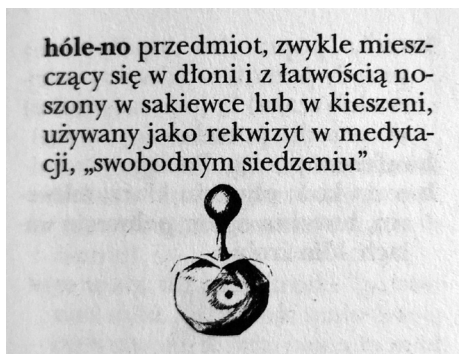 hóle-no przedmiot, zwykle miesz-
czący się w dłoni i z łatwością no-
szony w sakiewce lub w kieszeni,
używany jako rekwizyt w medyta-
cji, „swobodnym siedzeniu”